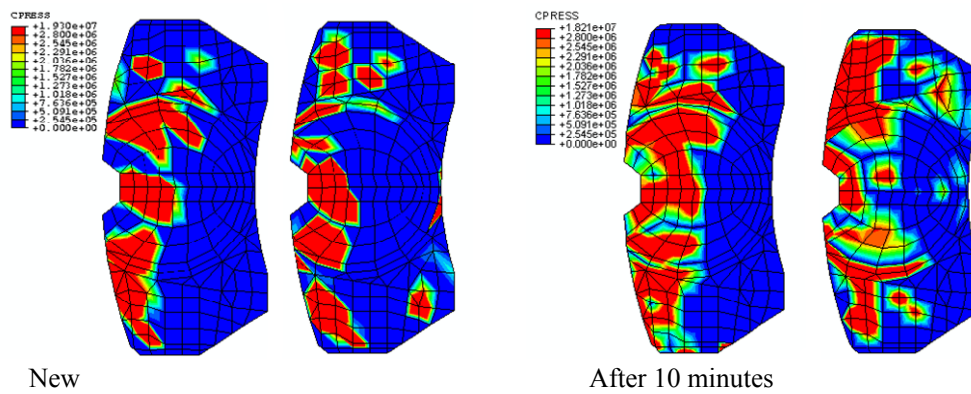 CPRESS
+1.930e+07
+2.800e+06
+2.545e+06
+2.291e+06
+2.036e+06
+1.782e+06
+1.527e+06
+1.273e+06
+1.018e+06
+7.636e+05
+5.091e+05
+2.545e+05
+0.000e+00
CPRESS
+1.821e+07
+2.800e+06
+2.545e+06
+2.291e+06
+2.036e+06
+1.782e+06
+1.527e+06
+1.273e+06
+1.018e+06
+7.636e+05
+5.091e+05
+2.545e+05
+0.000e+00
New
After 10 minutes